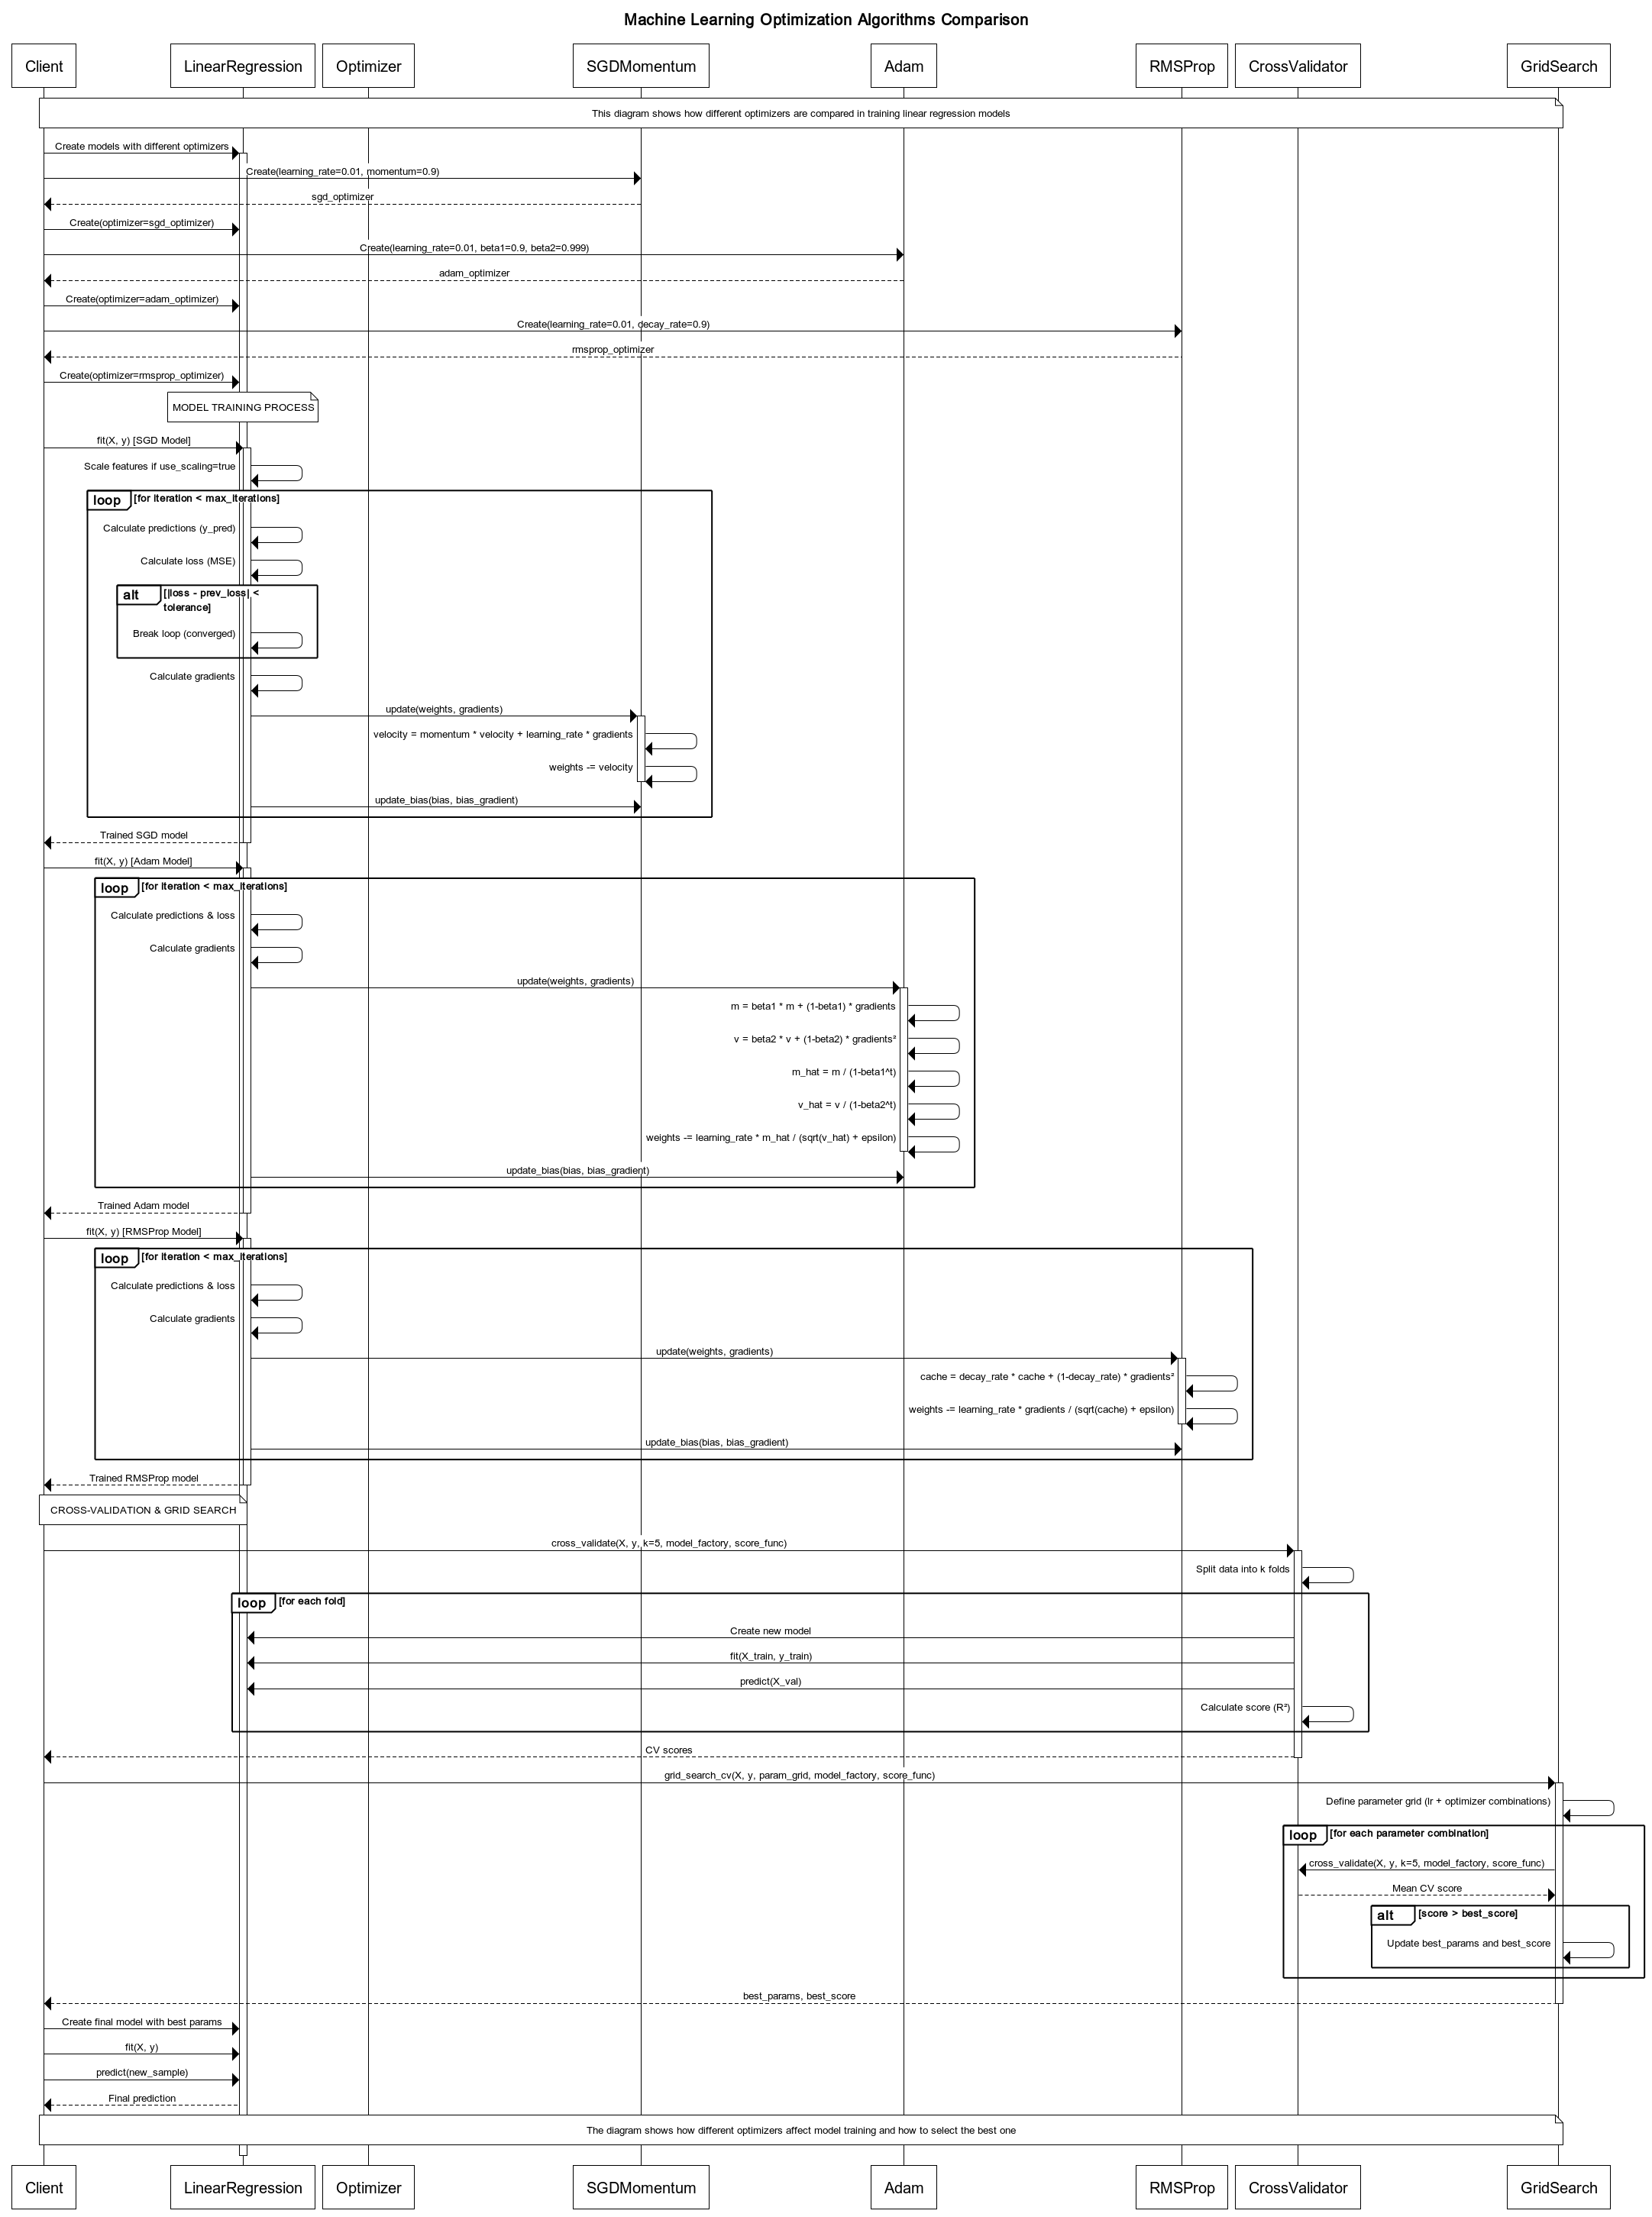 Machine Learning Optimization Algorithms Comparison
Client
LinearRegression
Optimizer
SGDMomentum
Adam
RMSProp
CrossValidator
GridSearch
This diagram shows how different optimizers are compared in training linear regression models
Create models with different optimizers
Create(learning_rate=0.01, momentum=0.9)
sgd_optimizer
Create(optimizer=sgd_optimizer)
Create(learning_rate=0.01, beta1=0.9, beta2=0.999)
adam_optimizer
Create(optimizer=adam_optimizer)
Create(learning_rate=0.01, decay_rate=0.9)
rmsprop_optimizer
Create(optimizer=rmsprop_optimizer)
MODEL TRAINING PROCESS
fit(X, y) [SGD Model]
Scale features if use_scaling=true
loop [for iteration < max_iterations]
Calculate predictions (y_pred)
Calculate loss (MSE)
alt [|loss - prev_loss| <
tolerance]
Break loop (converged)
Calculate gradients
update(weights, gradients)
velocity = momentum * velocity + learning_rate * gradients
weights -= velocity
update_bias(bias, bias_gradient)
Trained SGD model
fit(X, y) [Adam Model]
loop [for iteration < max_iterations]
Calculate predictions & loss
Calculate gradients
update(weights, gradients)
m = beta1 * m + (1-beta1) * gradients
v = beta2 * v + (1-beta2) * gradients²
m_hat = m / (1-beta1^t)
v_hat = v / (1-beta2^t)
weights -= learning_rate * m_hat / (sqrt(v_hat) + epsilon)
update_bias(bias, bias_gradient)
Trained Adam model
fit(X, y) [RMSProp Model]
loop [for iteration < max_iterations]
Calculate predictions & loss
Calculate gradients
update(weights, gradients)
cache = decay_rate * cache + (1-decay_rate) * gradients²
weights -= learning_rate * gradients / (sqrt(cache) + epsilon)
update_bias(bias, bias_gradient)
Trained RMSProp model
CROSS-VALIDATION & GRID SEARCH
cross_validate(X, y, k=5, model_factory, score_func)
Split data into k folds
loop [for each fold]
Create new model
fit(X_train, y_train)
predict(X_val)
Calculate score (R²)
CV scores
grid_search_cv(X, y, param_grid, model_factory, score_func)
Define parameter grid (lr + optimizer combinations)
loop [for each parameter combination]
cross_validate(X, y, k=5, model_factory, score_func)
Mean CV score
alt [score > best_score]
Update best_params and best_score
best_params, best_score
Create final model with best params
fit(X, y)
predict(new_sample)
Final prediction
The diagram shows how different optimizers affect model training and how to select the best one
Client
LinearRegression
Optimizer
SGDMomentum
Adam
RMSProp
CrossValidator
GridSearch